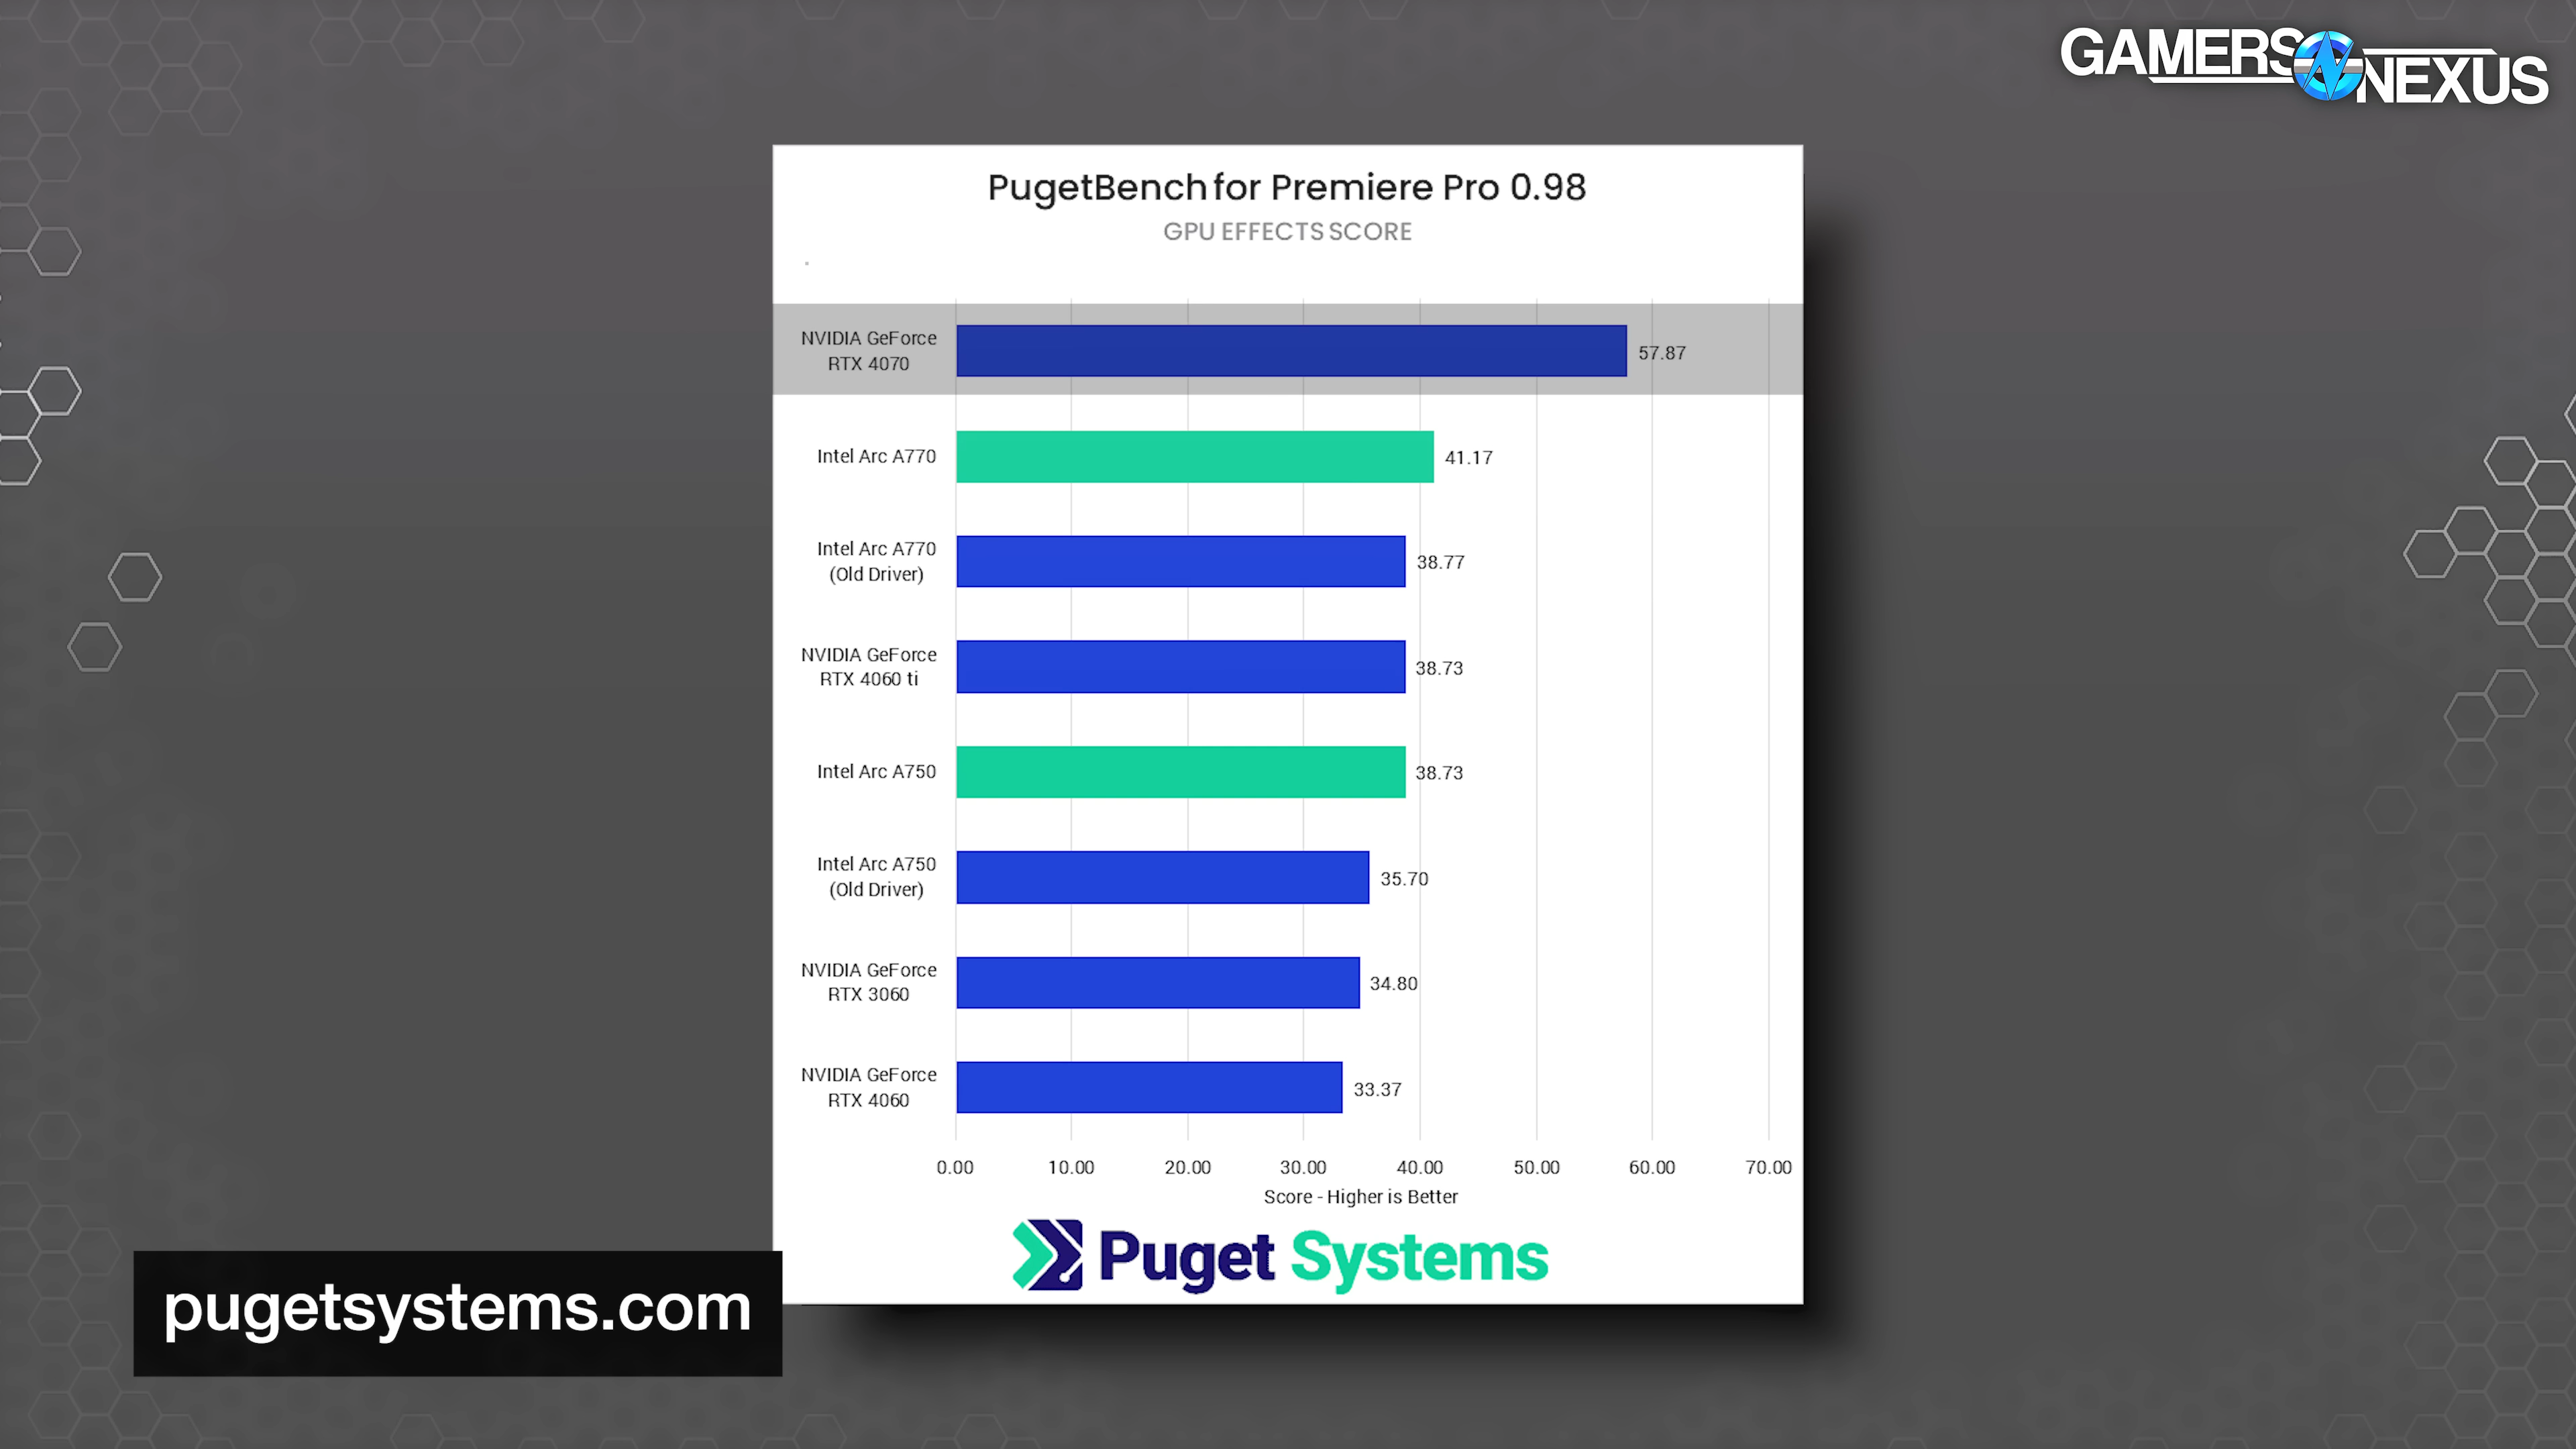 GAMERS NEXUS
PugetBench for Premiere Pro 0.98
GPU EFFECTS SCORE
NVIDIA GeForce
RTX 4070
57.87
Intel Arc A770
41.17
Intel Arc A770
(Old Driver)
38.77
NVIDIA GeForce
RTX 4060 ti
38.73
Intel Arc A750
38.73
Intel Arc A750
(Old Driver)
35.70
NVIDIA GeForce
RTX 3060
34.80
NVIDIA GeForce
RTX 4060
33.37
0.00 10.00 20.00 30.00 40.00 50.00 60.00 70.00
Score - Higher is Better
Puget Systems
pugetsystems.com